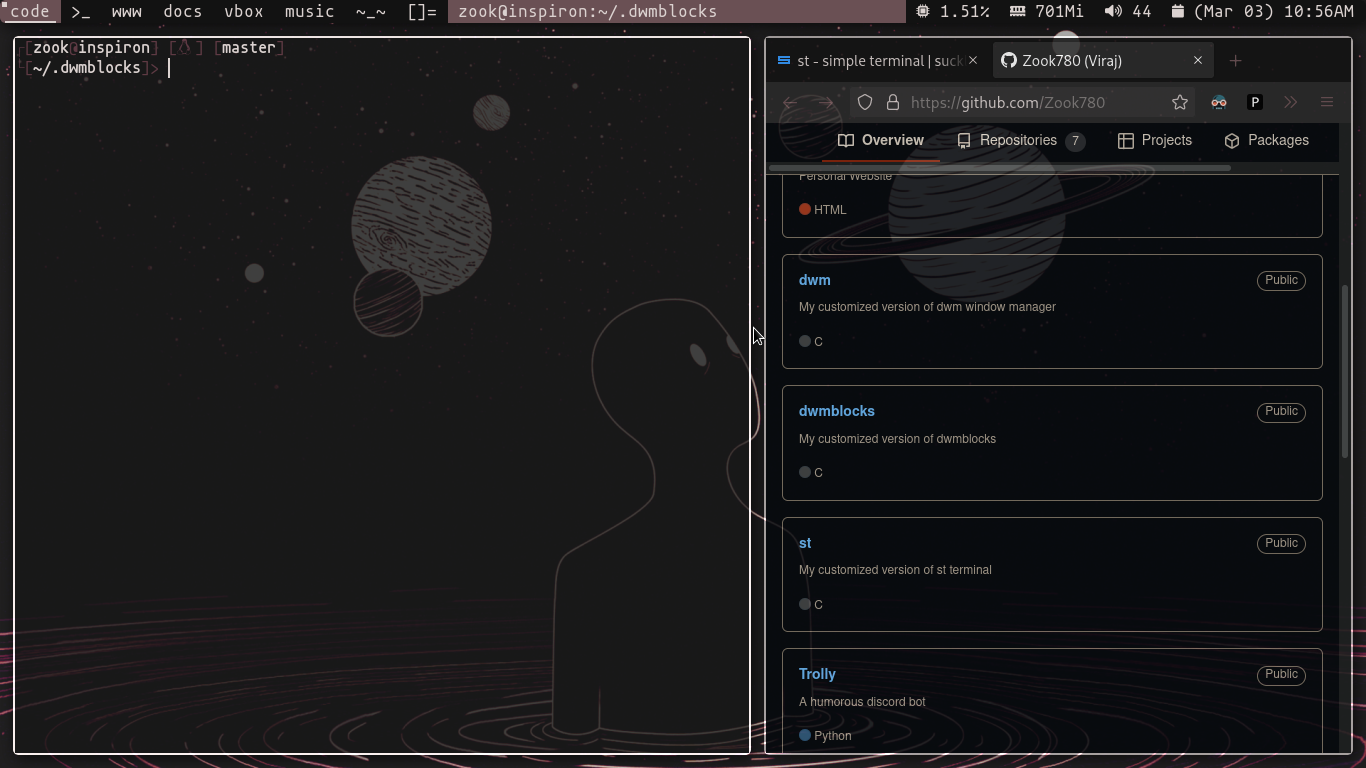 code >_ www docs vbox music ~_~ []= zook@inspiron:~/.dwmblocks 1.51% 701Mi 44 (Mar 03) 10:56AM
[zook@inspiron] [] [master]
[~/.dwmblocks]>
st - simple terminal | suck
Zook780 (Viraj)
https://github.com/Zook780
P
Overview Repositories 7 Projects Packages
Personal Website
HTML
dwm Public
My customized version of dwm window manager
C
dwmblocks Public
My customized version of dwmblocks
C
st Public
My customized version of st terminal
C
Trolly Public
A humorous discord bot
Python